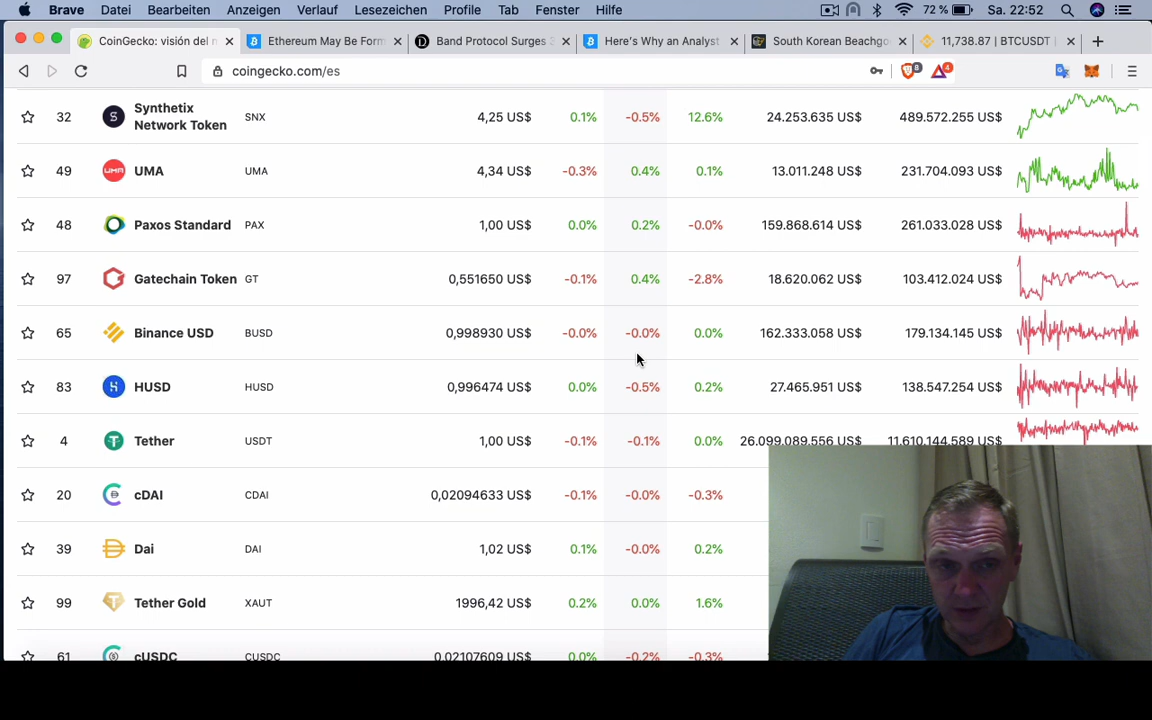 Brave Datei Bearbeiten Anzeigen Verlauf Lesezeichen Profile Tab Fenster Hilfe 72 % Sa. 22:52
CoinGecko: visión del Ethereum May Be Form Band Protocol Surges Here's Why an Analyst South Korean Beachgo 11,738.87 | BTCUSDT |
coingecko.com/es 8 4
32 Synthetix SNX 4,25 US$ 0.1% -0.5% 12.6% 24.253.635 US$ 489.572.255 US$
Network Token
49 UMA UMA 4,34 US$ -0.3% 0.4% 0.1% 13.011.248 US$ 231.704.093 US$
48 Paxos Standard PAX 1,00 US$ 0.0% 0.2% -0.0% 159.868.614 US$ 261.033.028 US$
97 Gatechain Token GT 0,551650 US$ -0.1% 0.4% -2.8% 18.620.062 US$ 103.412.024 US$
65 Binance USD BUSD 0,998930 US$ -0.0% -0.0% 0.0% 162.333.058 US$ 179.134.145 US$
83 HUSD HUSD 0,996474 US$ 0.0% -0.5% 0.2% 27.465.951 US$ 138.547.254 US$
4 Tether USDT 1,00 US$ -0.1% -0.1% 0.0% 26.099.089.556 US$ 11.610.144.589 US$
20 cDAI CDAI 0,02094633 US$ -0.1% -0.0% -0.3%
39 Dai DAI 1,02 US$ 0.1% -0.0% 0.2%
99 Tether Gold XAUT 1996,42 US$ 0.2% 0.0% 1.6%
61 cUSDC CUSDC 0,02107609 US$ 0.0% -0.2% -0.3%